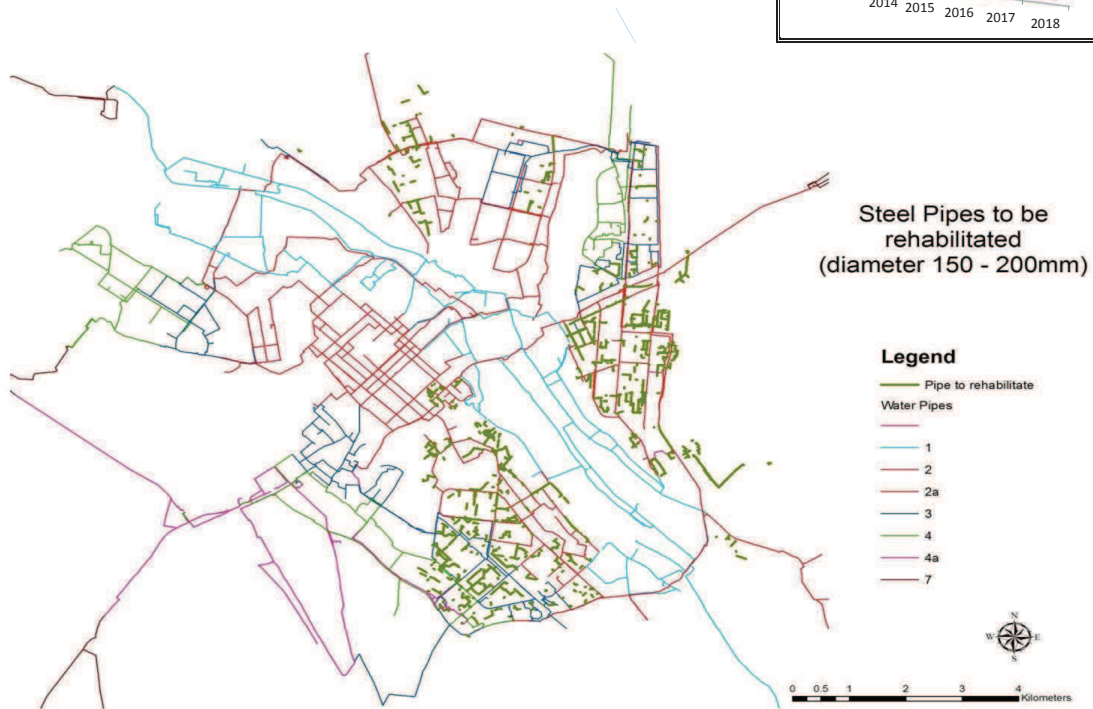 2014 2015 2016 2017 2018
Steel Pipes to be
rehabilitated
(diameter 150 - 200mm)
Legend
Pipe to rehabilitate
Water Pipes
1
2
2a
3
4
4a
7
N
W E
S
0 0.5 1 2 3 4
Kilometers